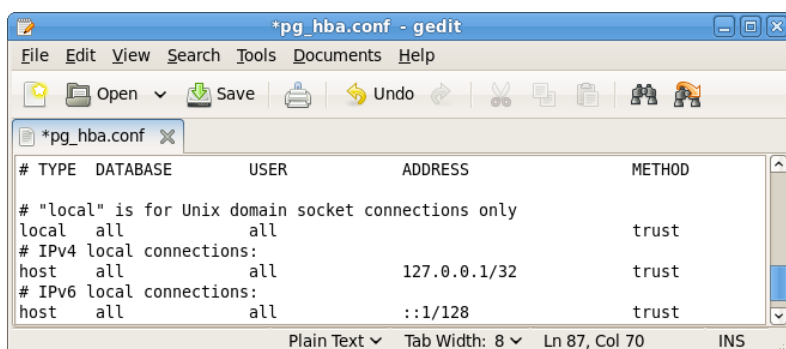 *pg_hba.conf - gedit
File Edit View Search Tools Documents Help
Open Save Undo
*pg_hba.conf
# TYPE DATABASE USER ADDRESS METHOD
# "local" is for Unix domain socket connections only
local all all trust
# IPv4 local connections:
host all all 127.0.0.1/32 trust
# IPv6 local connections:
host all all ::1/128 trust
Plain Text Tab Width: 8 Ln 87, Col 70 INS